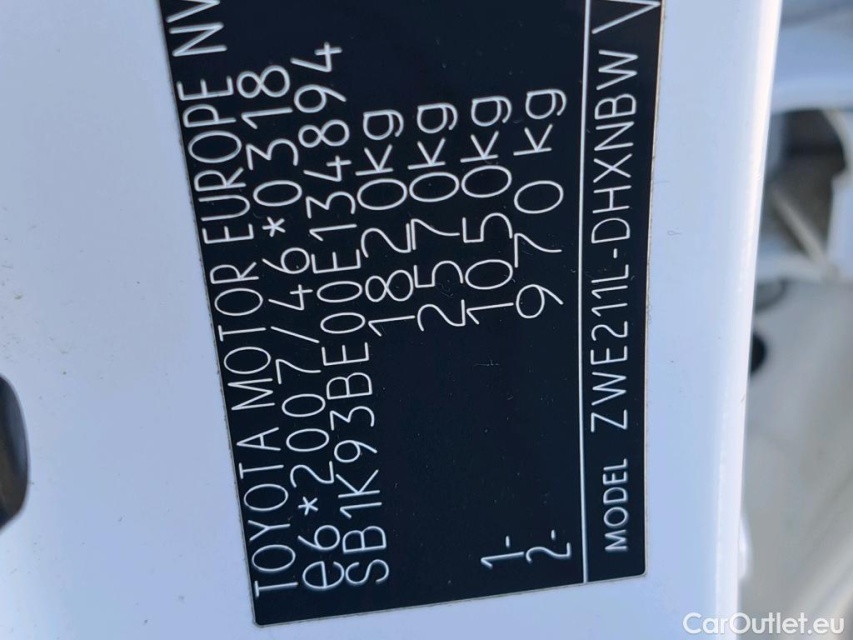 TOYOTA MOTOR EUROPE NV
e6*2007/46*0318
SB1K93BE00E134894
1820kg
2570kg
1- 1050kg
2- 970 kg
MODEL ZWE211L-DHXNBW
CarOutlet.eu